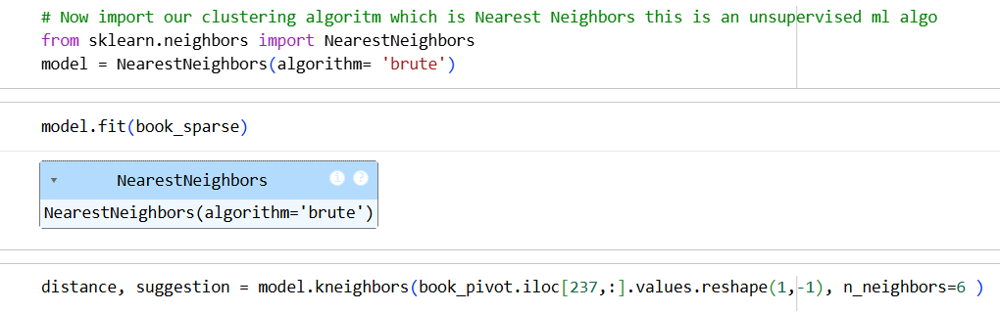 # Now import our clustering algoritm which is Nearest Neighbors this is an unsupervised ml algo
from sklearn.neighbors import NearestNeighbors
model = NearestNeighbors(algorithm= 'brute')
model.fit(book_sparse)
▾ NearestNeighbors i ?
NearestNeighbors(algorithm='brute')
distance, suggestion = model.kneighbors(book_pivot.iloc[237,:].values.reshape(1,-1), n_neighbors=6 )